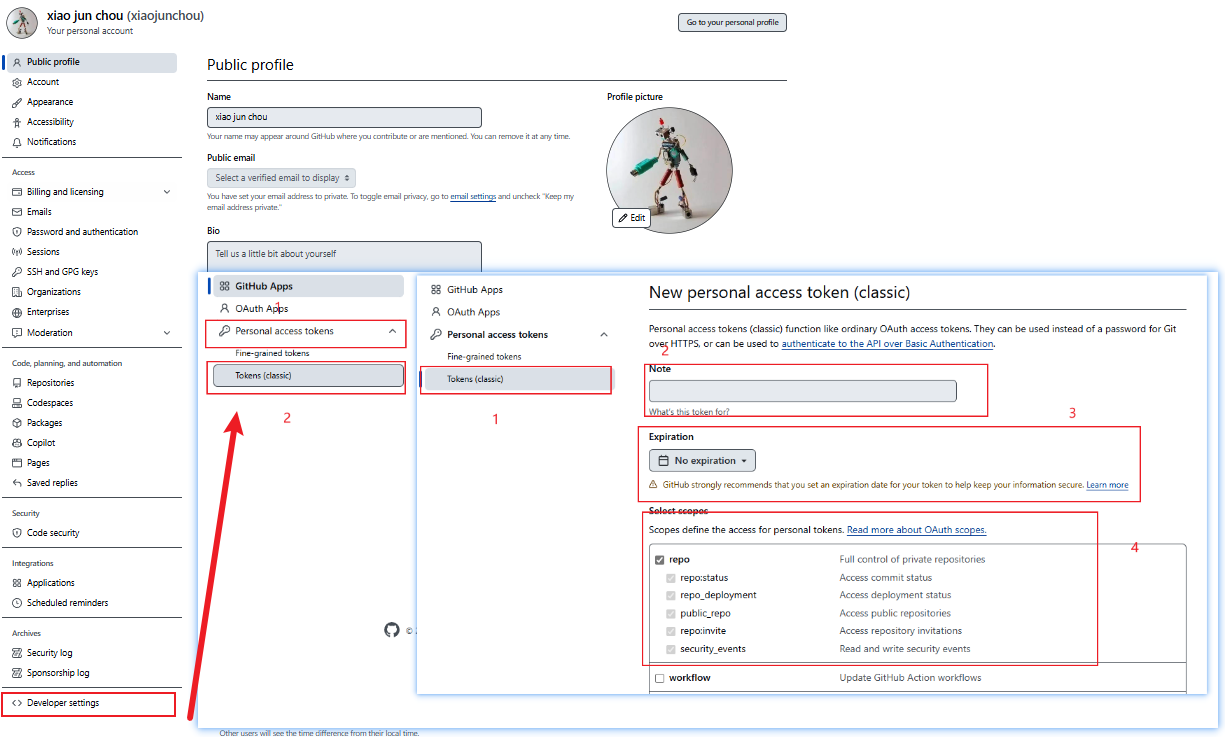 xiao jun chou (xiaojunchou)
Your personal account
Go to your personal profile
Public profile
Account
Appearance
Accessibility
Notifications
Access
Billing and licensing
Emails
Password and authentication
Sessions
SSH and GPG keys
Organizations
Enterprises
Moderation
Code, planning, and automation
Repositories
Codespaces
Packages
Copilot
Pages
Saved replies
Security
Code security
Integrations
Applications
Scheduled reminders
Archives
Security log
Sponsorship log
Developer settings
Public profile
Name
xiao jun chou
Your name may appear around GitHub where you contribute or are mentioned. You can remove it at any time.
Public email
Select a verified email to display
You have set your email address to private. To toggle email privacy, go to email settings and uncheck "Keep my
email address private."
Bio
Tell us a little bit about yourself
Profile picture
Edit
GitHub Apps
OAuth Apps
1
Personal access tokens
Fine-grained tokens
Tokens (classic)
2
©
GitHub Apps
OAuth Apps
Personal access tokens
Fine-grained tokens
Tokens (classic)
1
New personal access token (classic)
Personal access tokens (classic) function like ordinary OAuth access tokens. They can be used instead of a password for Git
over HTTPS, or can be used to authenticate to the API over Basic Authentication.
2
Note
What's this token for?
3
Expiration
No expiration
GitHub strongly recommends that you set an expiration date for your token to help keep your information secure. Learn more
Select scopes
Scopes define the access for personal tokens. Read more about OAuth scopes.
4
repo Full control of private repositories
repo:status Access commit status
repo_deployment Access deployment status
public_repo Access public repositories
repo:invite Access repository invitations
security_events Read and write security events
workflow Update GitHub Action workflows
Other users will see the time difference from their local time.